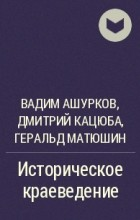 ВАДИМ АШУРКОВ,
ДМИТРИЙ КАЦЮБА,
ГЕРАЛЬД МАТЮШИН
Историческое
краеведение